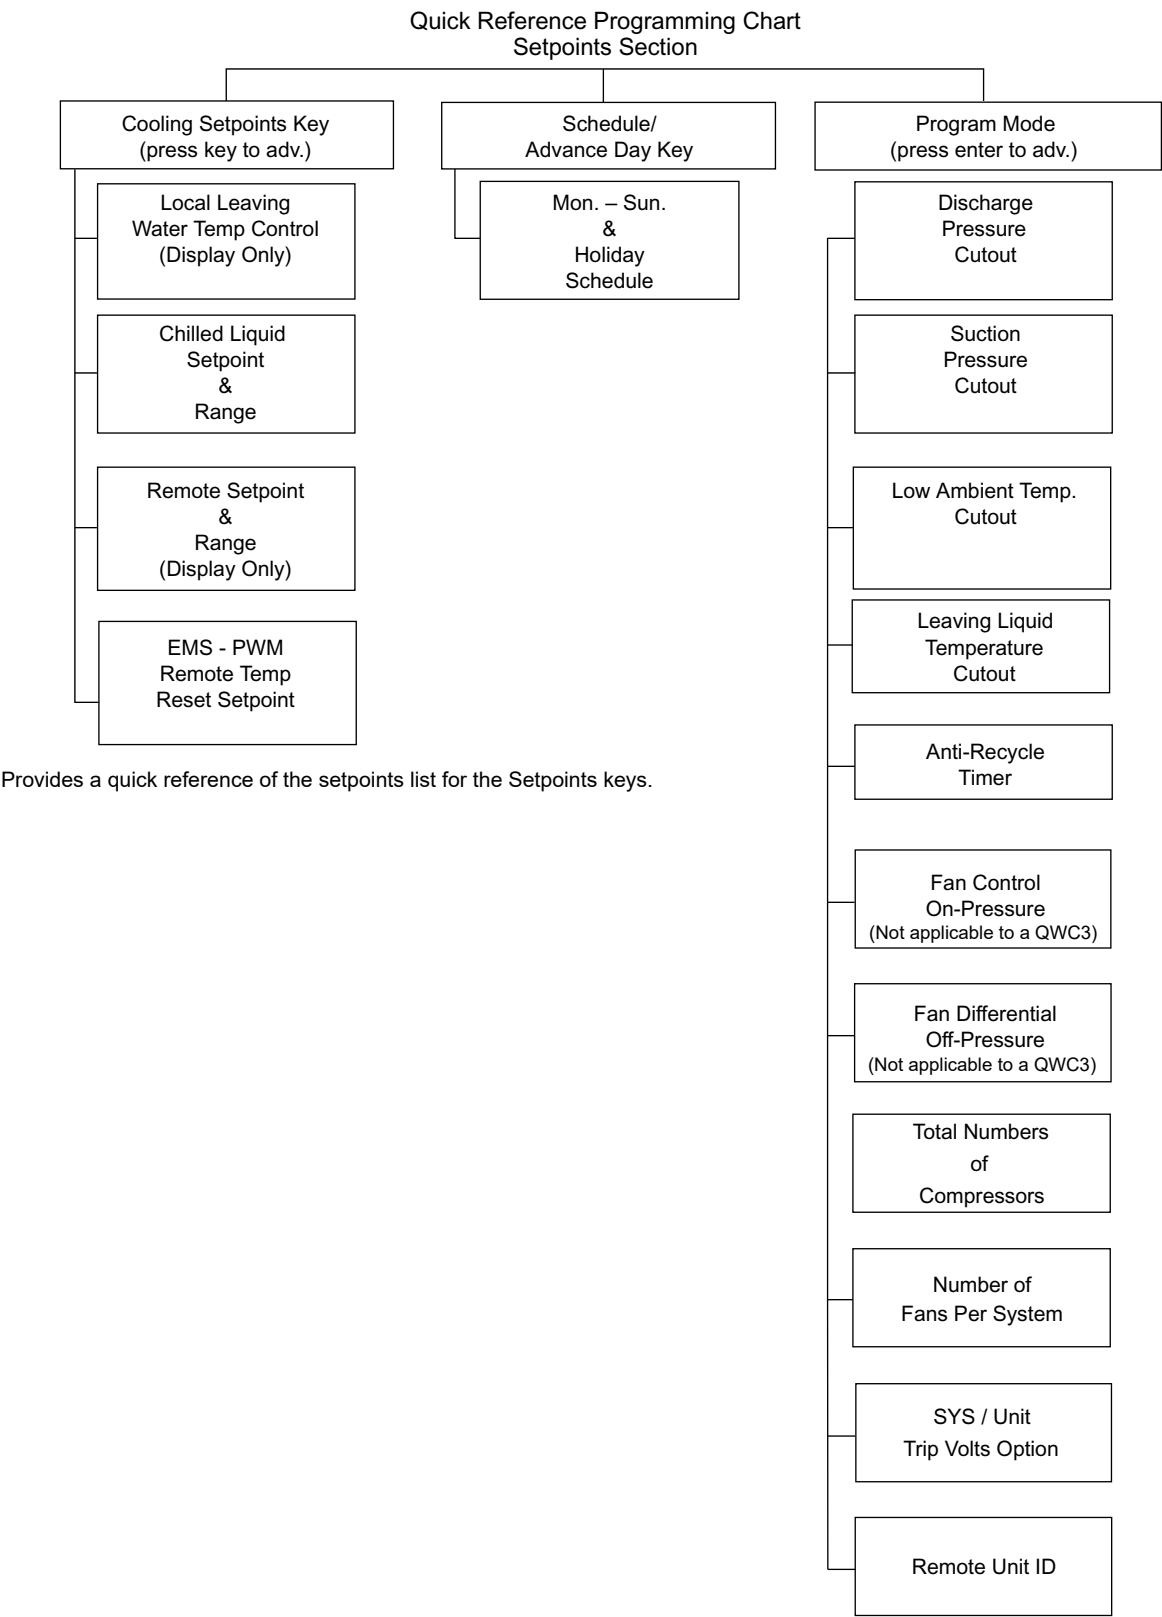 Quick Reference Programming Chart
Setpoints Section
Cooling Setpoints Key
(press key to adv.)
Local Leaving
Water Temp Control
(Display Only)
Chilled Liquid
Setpoint
&
Range
Remote Setpoint
&
Range
(Display Only)
EMS - PWM
Remote Temp
Reset Setpoint
Schedule/
Advance Day Key
Mon. – Sun.
&
Holiday
Schedule
Program Mode
(press enter to adv.)
Discharge
Pressure
Cutout
Suction
Pressure
Cutout
Low Ambient Temp.
Cutout
Leaving Liquid
Temperature
Cutout
Anti-Recycle
Timer
Fan Control
On-Pressure
(Not applicable to a QWC3)
Fan Differential
Off-Pressure
(Not applicable to a QWC3)
Total Numbers
of
Compressors
Number of
Fans Per System
SYS / Unit
Trip Volts Option
Remote Unit ID
Provides a quick reference of the setpoints list for the Setpoints keys.